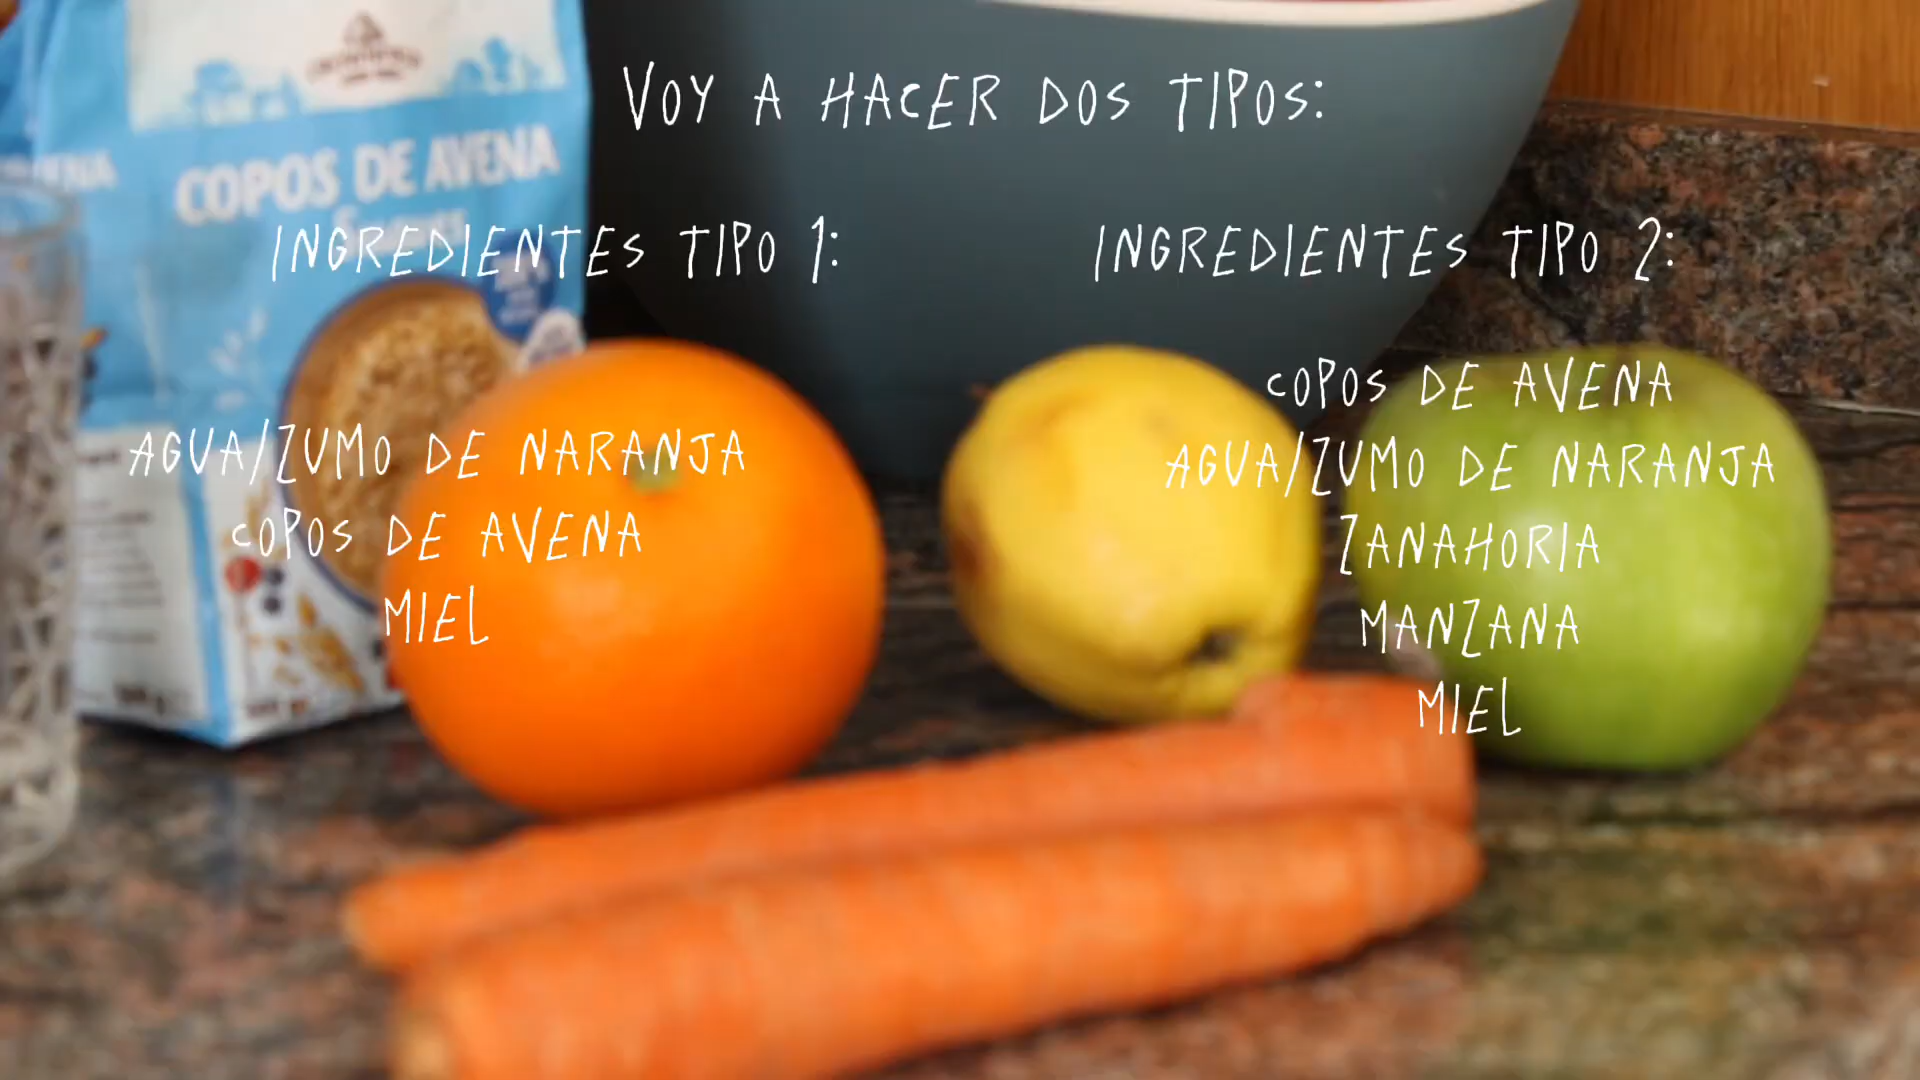 VOY A HACER DOS TIPOS:
INGREDIENTES TIPO 1:
AGUA/ZUMO DE NARANJA
COPOS DE AVENA
MIEL
INGREDIENTES TIPO 2:
COPOS DE AVENA
AGUA/ZUMO DE NARANJA
ZANAHORIA
MANZANA
MIEL
COPOS DE AVENA